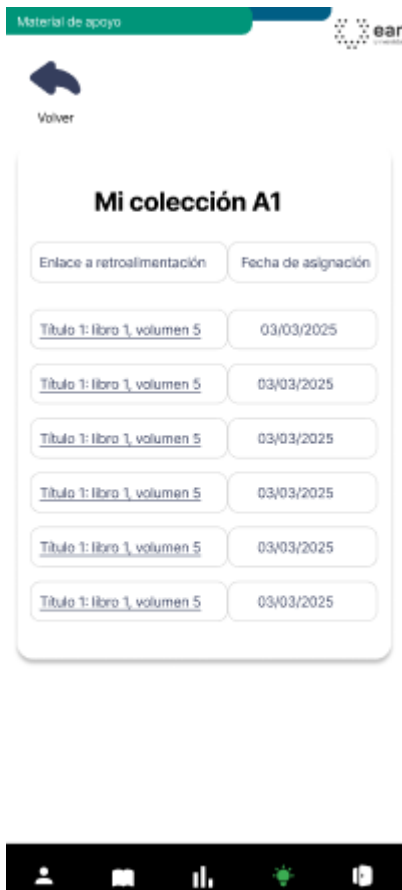 Material de apoyo
ean
Volver
Mi colección A1
Enlace a retroalimentación Fecha de asignación
Título 1: libro 1, volumen 5 03/03/2025
Título 1: libro 1, volumen 5 03/03/2025
Título 1: libro 1, volumen 5 03/03/2025
Título 1: libro 1, volumen 5 03/03/2025
Título 1: libro 1, volumen 5 03/03/2025
Título 1: libro 1, volumen 5 03/03/2025